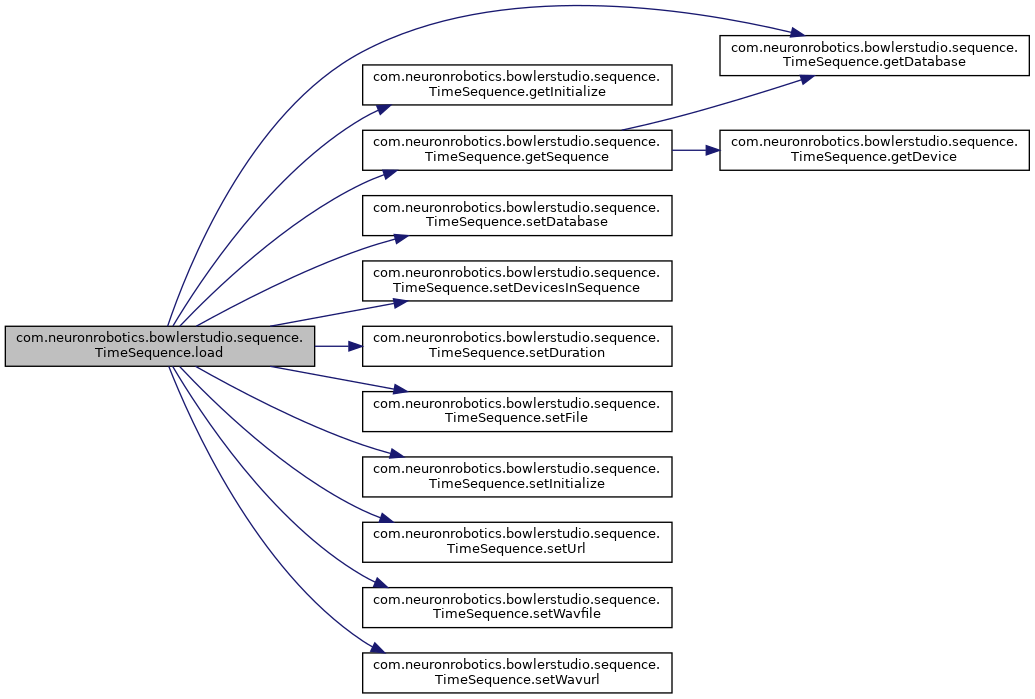 com.neuronrobotics.bowlerstudio.sequence.
TimeSequence.load
com.neuronrobotics.bowlerstudio.sequence.
TimeSequence.getDatabase
com.neuronrobotics.bowlerstudio.sequence.
TimeSequence.getInitialize
com.neuronrobotics.bowlerstudio.sequence.
TimeSequence.getSequence
com.neuronrobotics.bowlerstudio.sequence.
TimeSequence.getDevice
com.neuronrobotics.bowlerstudio.sequence.
TimeSequence.setDatabase
com.neuronrobotics.bowlerstudio.sequence.
TimeSequence.setDevicesInSequence
com.neuronrobotics.bowlerstudio.sequence.
TimeSequence.setDuration
com.neuronrobotics.bowlerstudio.sequence.
TimeSequence.setFile
com.neuronrobotics.bowlerstudio.sequence.
TimeSequence.setInitialize
com.neuronrobotics.bowlerstudio.sequence.
TimeSequence.setUrl
com.neuronrobotics.bowlerstudio.sequence.
TimeSequence.setWavfile
com.neuronrobotics.bowlerstudio.sequence.
TimeSequence.setWavurl